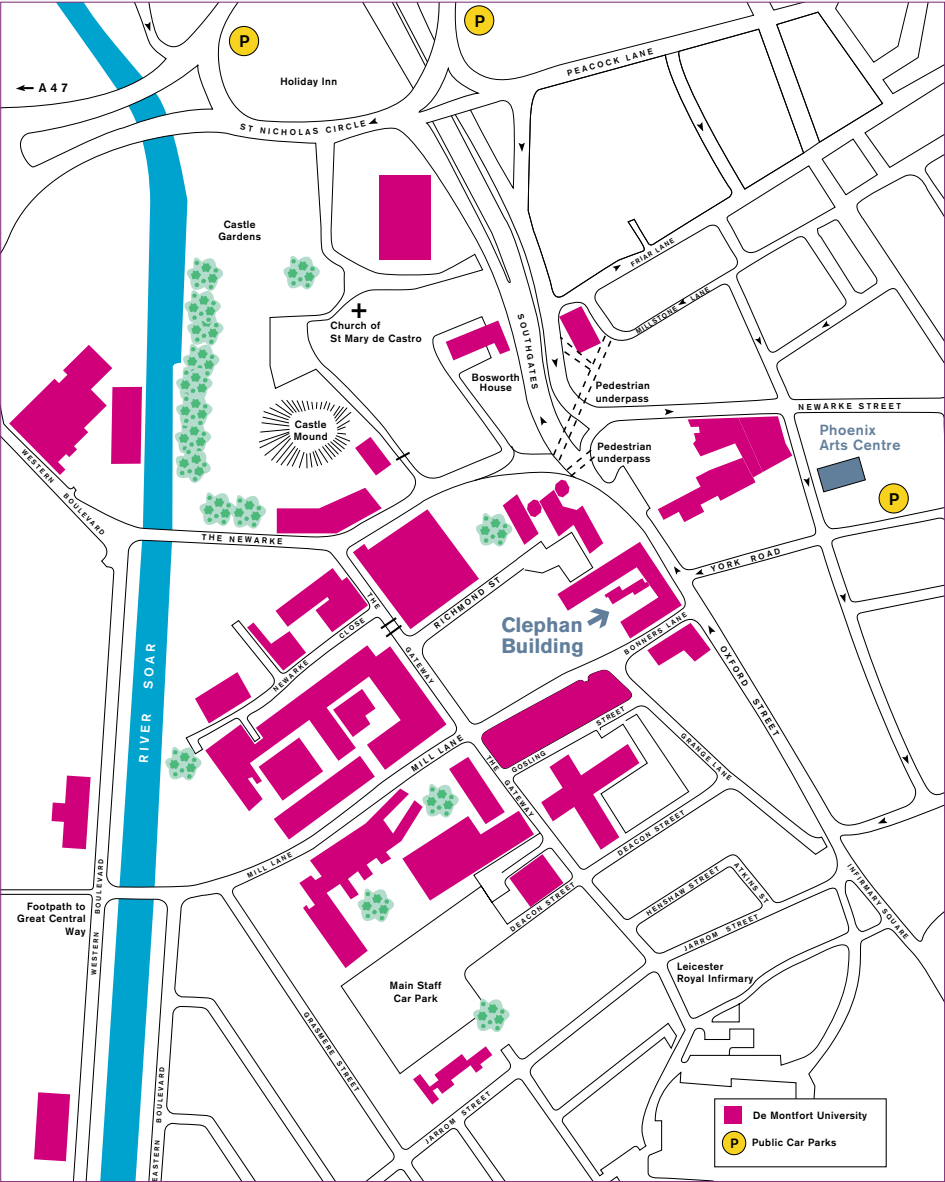 P
P
PEACOCK LANE
Holiday Inn
A47
ST NICHOLAS CIRCLE
Castle
Gardens
FRIAR LANE
MILLSTONE LANE
Church of
St Mary de Castro
SOUTHGATES
Bosworth
House
Pedestrian
underpass
NEWARKE STREET
Castle
Mound
Phoenix
Arts Centre
Pedestrian
underpass
P
WESTERN BOULEVARD
THE NEWARKE
YORK ROAD
THE GATEWAY
RICHMOND ST
NEWARKE CLOSE
Clephan
Building
BONNERS LANE
OXFORD STREET
RIVER SOAR
MILL LANE
GOSLING STREET
GRANGE LANE
THE GATEWAY
DEACON STREET
MILL LANE
HENSHAW STREET
ATKINS ST
INFIRMARY SQUARE
DEACON STREET
JARROM STREET
Footpath to
Great Central
Way
WESTERN BOULEVARD
Leicester
Royal Infirmary
Main Staff
Car Park
GRASMERE STREET
JARROM STREET
EASTERN BOULEVARD
De Montfort University
P Public Car Parks